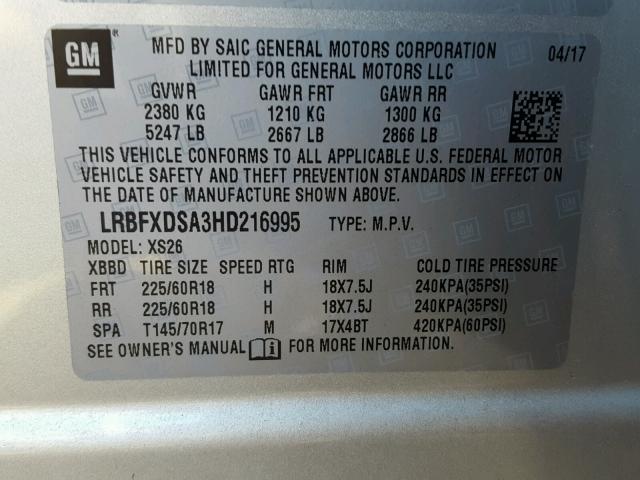 GM
MFD BY SAIC GENERAL MOTORS CORPORATION 04/17
LIMITED FOR GENERAL MOTORS LLC
GVWR GAWR FRT GAWR RR
2380 KG 1210 KG 1300 KG
5247 LB 2667 LB 2866 LB
THIS VEHICLE CONFORMS TO ALL APPLICABLE U.S. FEDERAL MOTOR
VEHICLE SAFETY AND THEFT PREVENTION STANDARDS IN EFFECT ON
THE DATE OF MANUFACTURE SHOWN ABOVE.
LRBFXDSA3HD216995 TYPE: M.P.V.
MODEL: XS26
XBBD TIRE SIZE SPEED RTG RIM COLD TIRE PRESSURE
FRT 225/60R18 H 18X7.5J 240KPA(35PSI)
RR 225/60R18 H 18X7.5J 240KPA(35PSI)
SPA T145/70R17 M 17X4BT 420KPA(60PSI)
SEE OWNER'S MANUAL i FOR MORE INFORMATION.